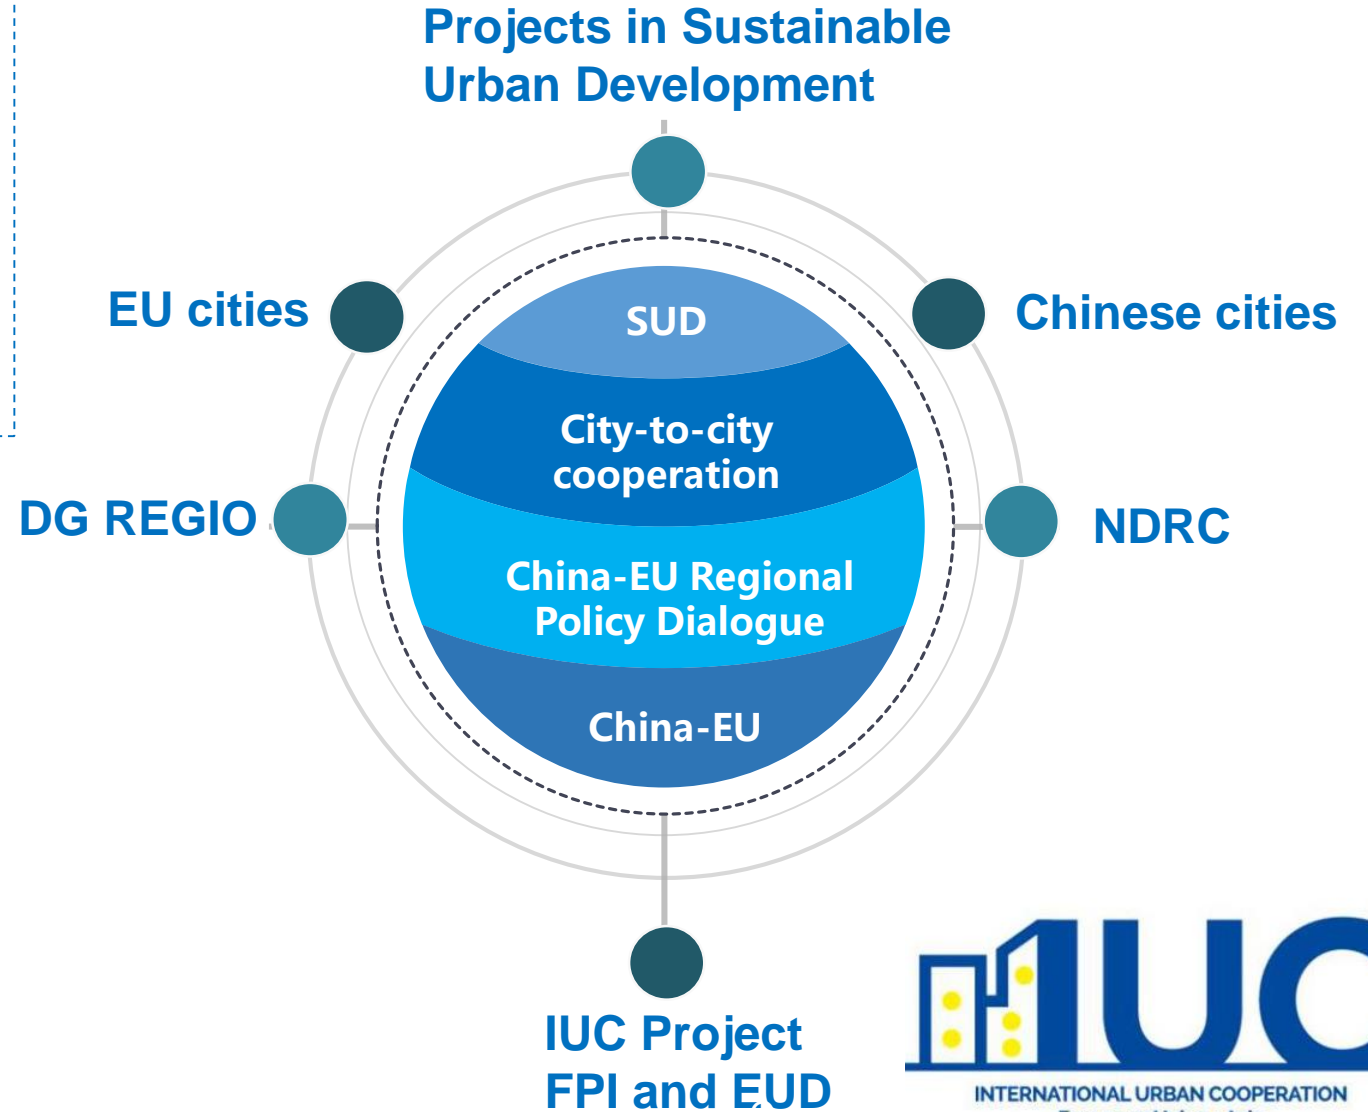 Projects in Sustainable
Urban Development
EU cities
SUD
Chinese cities
City-to-city
cooperation
DG REGIO
NDRC
China-EU Regional
Policy Dialogue
China-EU
IUC Project
FPI and EUD
IUC
INTERNATIONAL URBAN COOPERATION